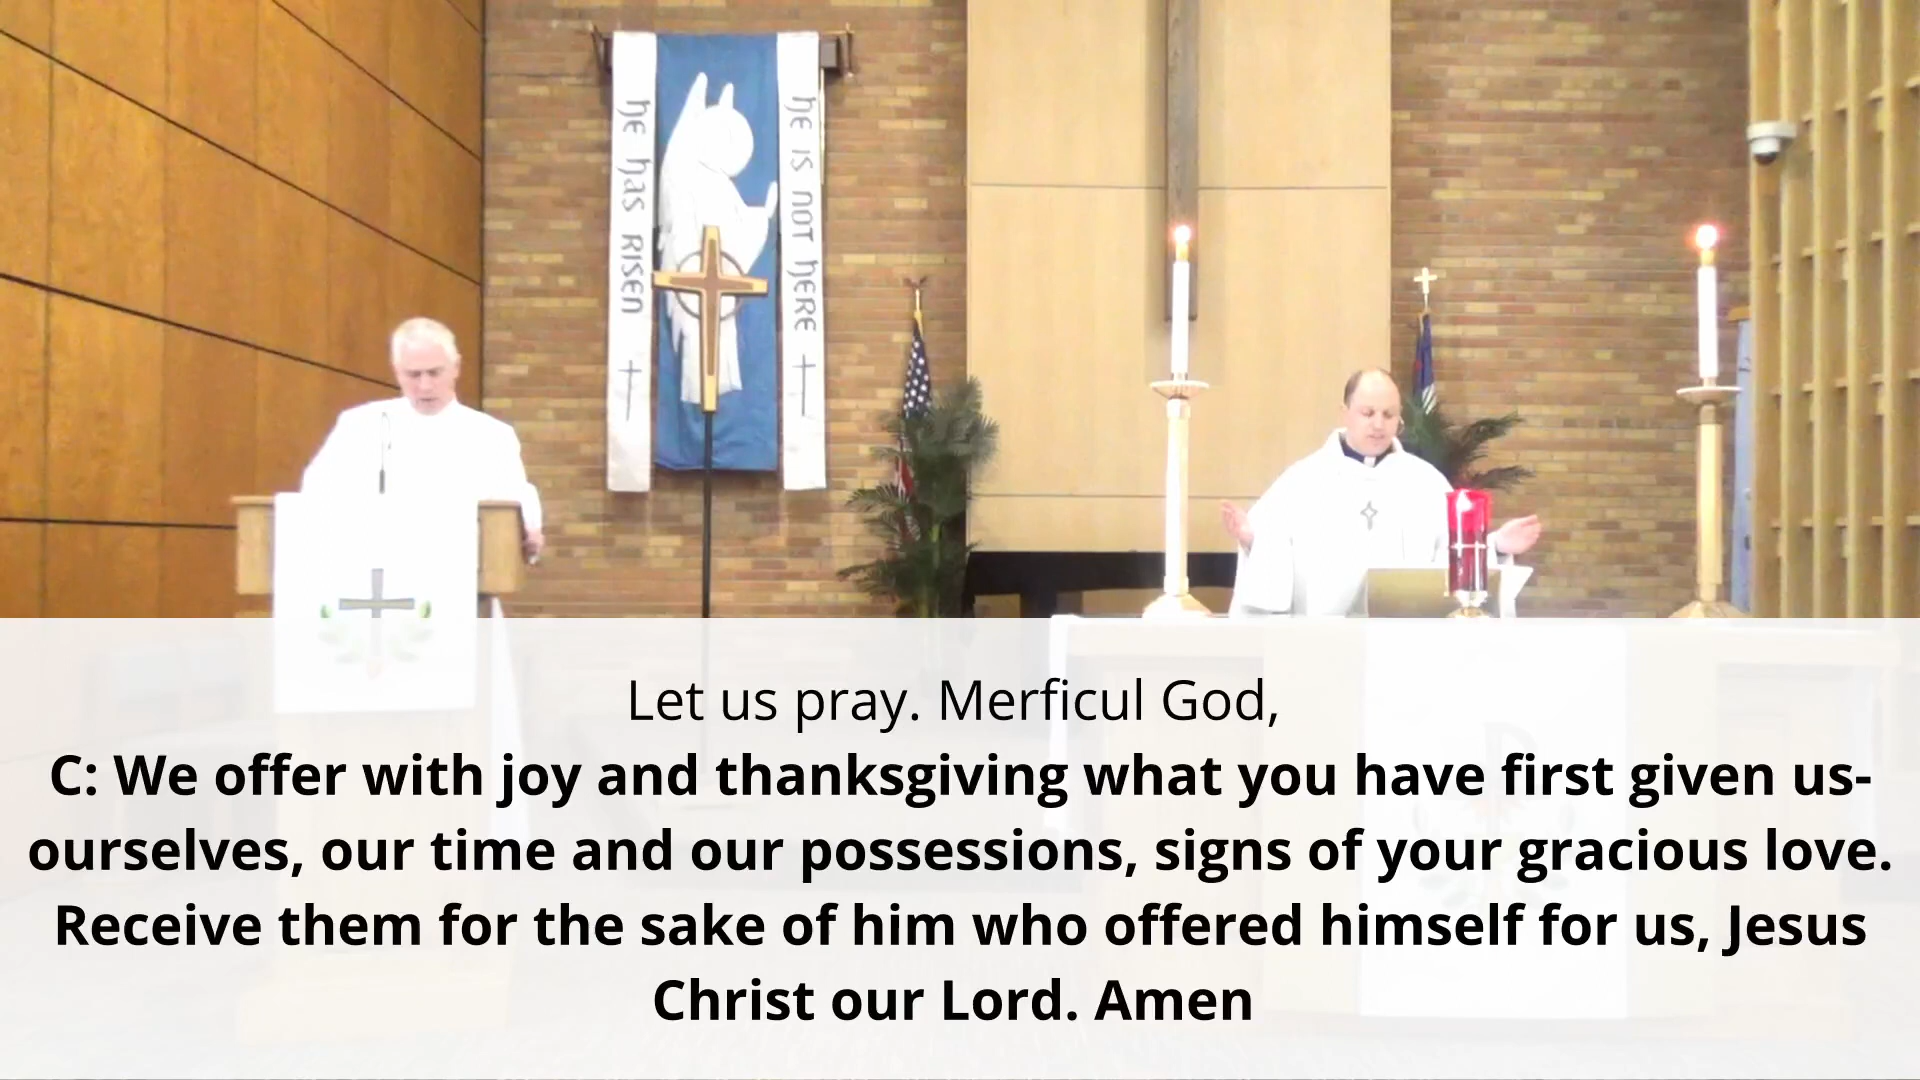 he has risen
he is not here
Let us pray. Merficul God,
C: We offer with joy and thanksgiving what you have first given us-
ourselves, our time and our possessions, signs of your gracious love.
Receive them for the sake of him who offered himself for us, Jesus
Christ our Lord. Amen